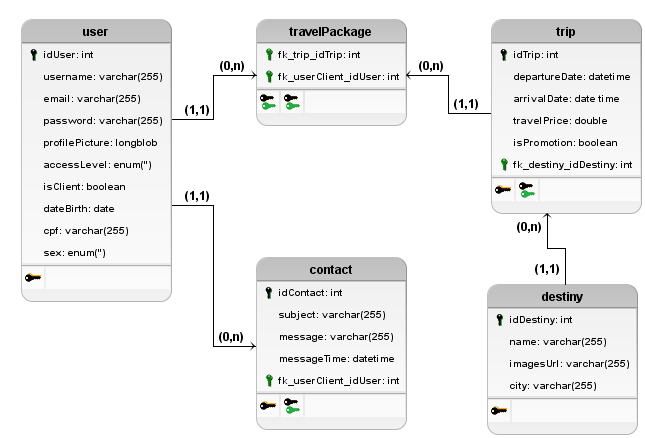 user
idUser: int
username: varchar(255)
email: varchar(255)
password: varchar(255)
profilePicture: longblob
accessLevel: enum('')
isClient: boolean
dateBirth: date
cpf: varchar(255)
sex: enum('')
(0,n)
(1,1)
travelPackage
fk_trip_idTrip: int
fk_userClient_idUser: int
(0,n)
(1,1)
trip
idTrip: int
departureDate: datetime
arrivalDate: datetime
travelPrice: double
isPromotion: boolean
fk_destiny_idDestiny: int
(1,1)
(0,n)
contact
idContact: int
subject: varchar(255)
message: varchar(255)
messageTime: datetime
fk_userClient_idUser: int
(0,n)
(1,1)
destiny
idDestiny: int
name: varchar(255)
imagesUrl: varchar(255)
city: varchar(255)